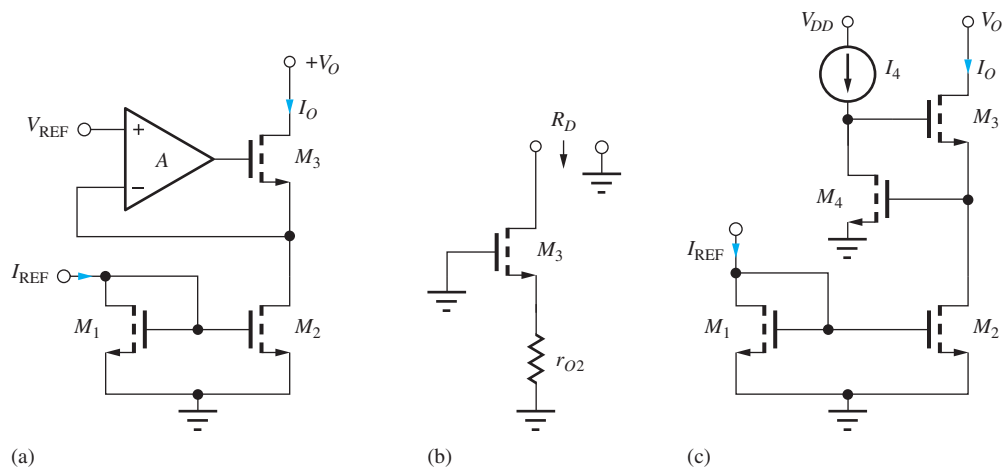 +V_O
I_O
V_REF
+
A
−
M_3
I_REF
M_1
M_2
(a)
R_D
M_3
r_O2
(b)
V_DD
V_O
I_4
I_O
M_3
M_4
I_REF
M_1
M_2
(c)